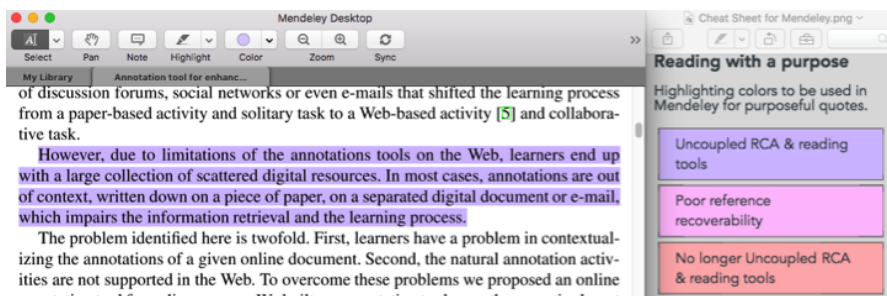 Mendeley Desktop
Select Pan Note Highlight Color Zoom Sync
My Library Annotation tool for enhanc...
of discussion forums, social networks or even e-mails that shifted the learning process
from a paper-based activity and solitary task to a Web-based activity [5] and collabora-
tive task.
However, due to limitations of the annotations tools on the Web, learners end up
with a large collection of scattered digital resources. In most cases, annotations are out
of context, written down on a piece of paper, on a separated digital document or e-mail,
which impairs the information retrieval and the learning process.
The problem identified here is twofold. First, learners have a problem in contextual-
izing the annotations of a given online document. Second, the natural annotation activ-
ities are not supported in the Web. To overcome these problems we proposed an online
Cheat Sheet for Mendeley.png
Reading with a purpose
Highlighting colors to be used in
Mendeley for purposeful quotes.
Uncoupled RCA & reading
tools
Poor reference
recoverability
No longer Uncoupled RCA
& reading tools